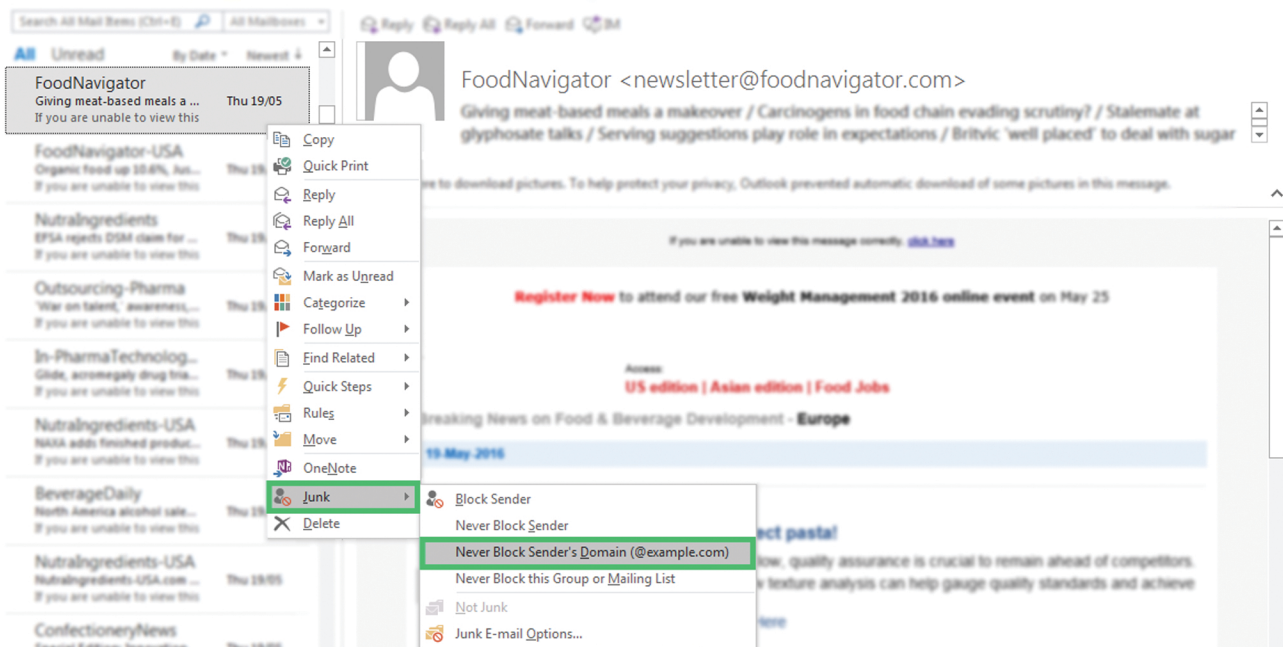 Search All Mail Items (Ctrl+E)
All Mailboxes
Reply
Reply All
Forward
IM
All
Unread
By Date
Newest
FoodNavigator
Giving meat-based meals a ...
Thu 19/05
If you are unable to view this
FoodNavigator-USA
Organic food up 10.6%, Jus...
Thu 19
If you are unable to view this
NutraIngredients
EFSA rejects DSM claim for ...
Thu 19
If you are unable to view this
Outsourcing-Pharma
'War on talent,' awareness,...
Thu 19
If you are unable to view this
In-PharmaTechnolog...
Glide, acromegaly drug tria...
Thu 19
If you are unable to view this
NutraIngredients-USA
NAXA adds finished produc...
Thu 19
If you are unable to view this
BeverageDaily
North America alcohol sale...
Thu 19
If you are unable to view this
NutraIngredients-USA
NutraIngredients-USA.com ...
Thu 19/05
If you are unable to view this
ConfectioneryNews
Special Edition: Innovation
Thu 19/05
Copy
Quick Print
Reply
Reply All
Forward
Mark as Unread
Categorize
Follow Up
Find Related
Quick Steps
Rules
Move
OneNote
Junk
Delete
Block Sender
Never Block Sender
Never Block Sender's Domain (@example.com)
Never Block this Group or Mailing List
Not Junk
Junk E-mail Options...
FoodNavigator <newsletter@foodnavigator.com>
Giving meat-based meals a makeover / Carcinogens in food chain evading scrutiny? / Stalemate at
glyphosate talks / Serving suggestions play role in expectations / Britvic 'well placed' to deal with sugar
re to download pictures. To help protect your privacy, Outlook prevented automatic download of some pictures in this message.
If you are unable to view this message correctly, click here
Register Now to attend our free Weight Management 2016 online event on May 25
Access:
US edition | Asian edition | Food Jobs
Breaking News on Food & Beverage Development - Europe
19-May-2016
ect pasta!
low, quality assurance is crucial to remain ahead of competitors.
w texture analysis can help gauge quality standards and achieve
Here